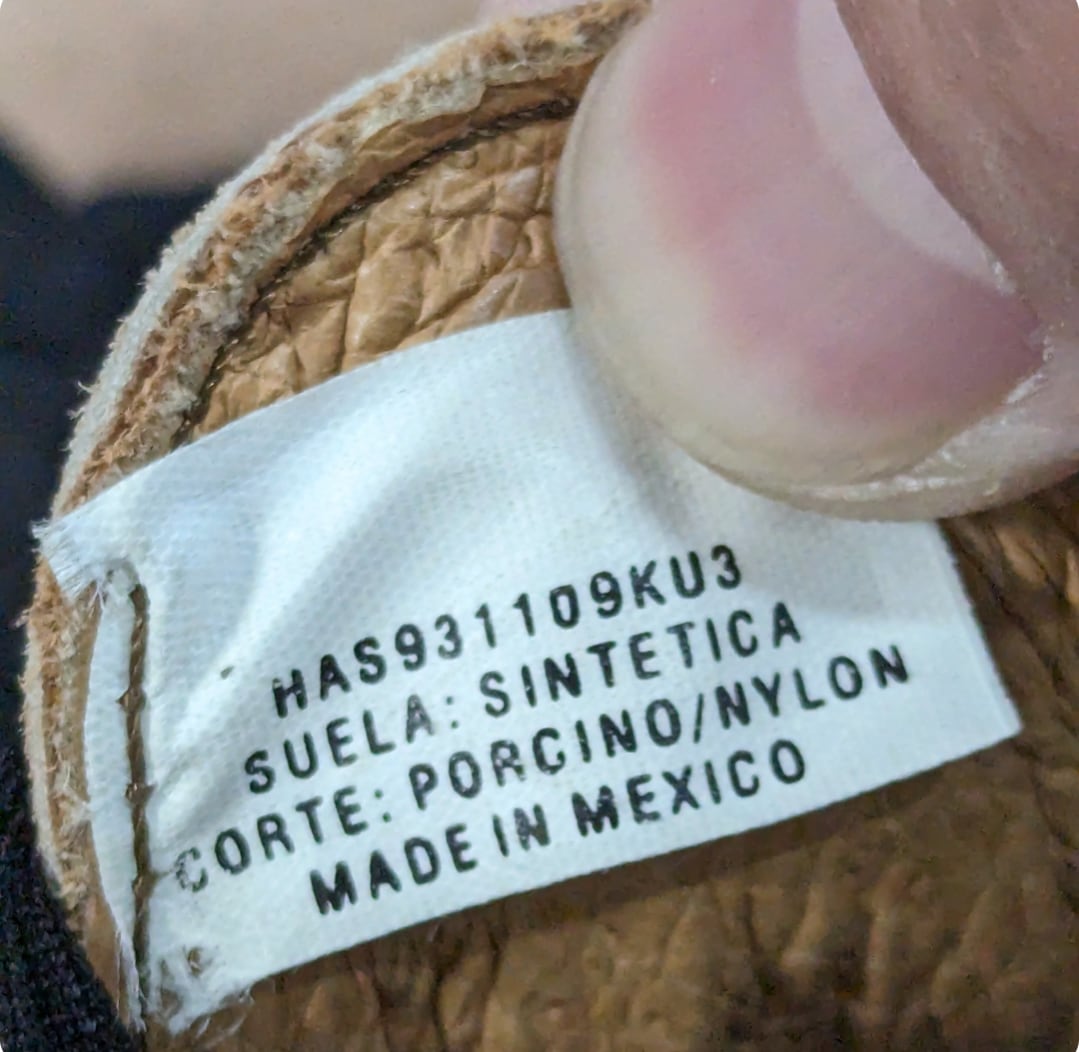 HAS931109KU3
SUELA: SINTETICA
CORTE: PORCINO/NYLON
MADE IN MEXICO